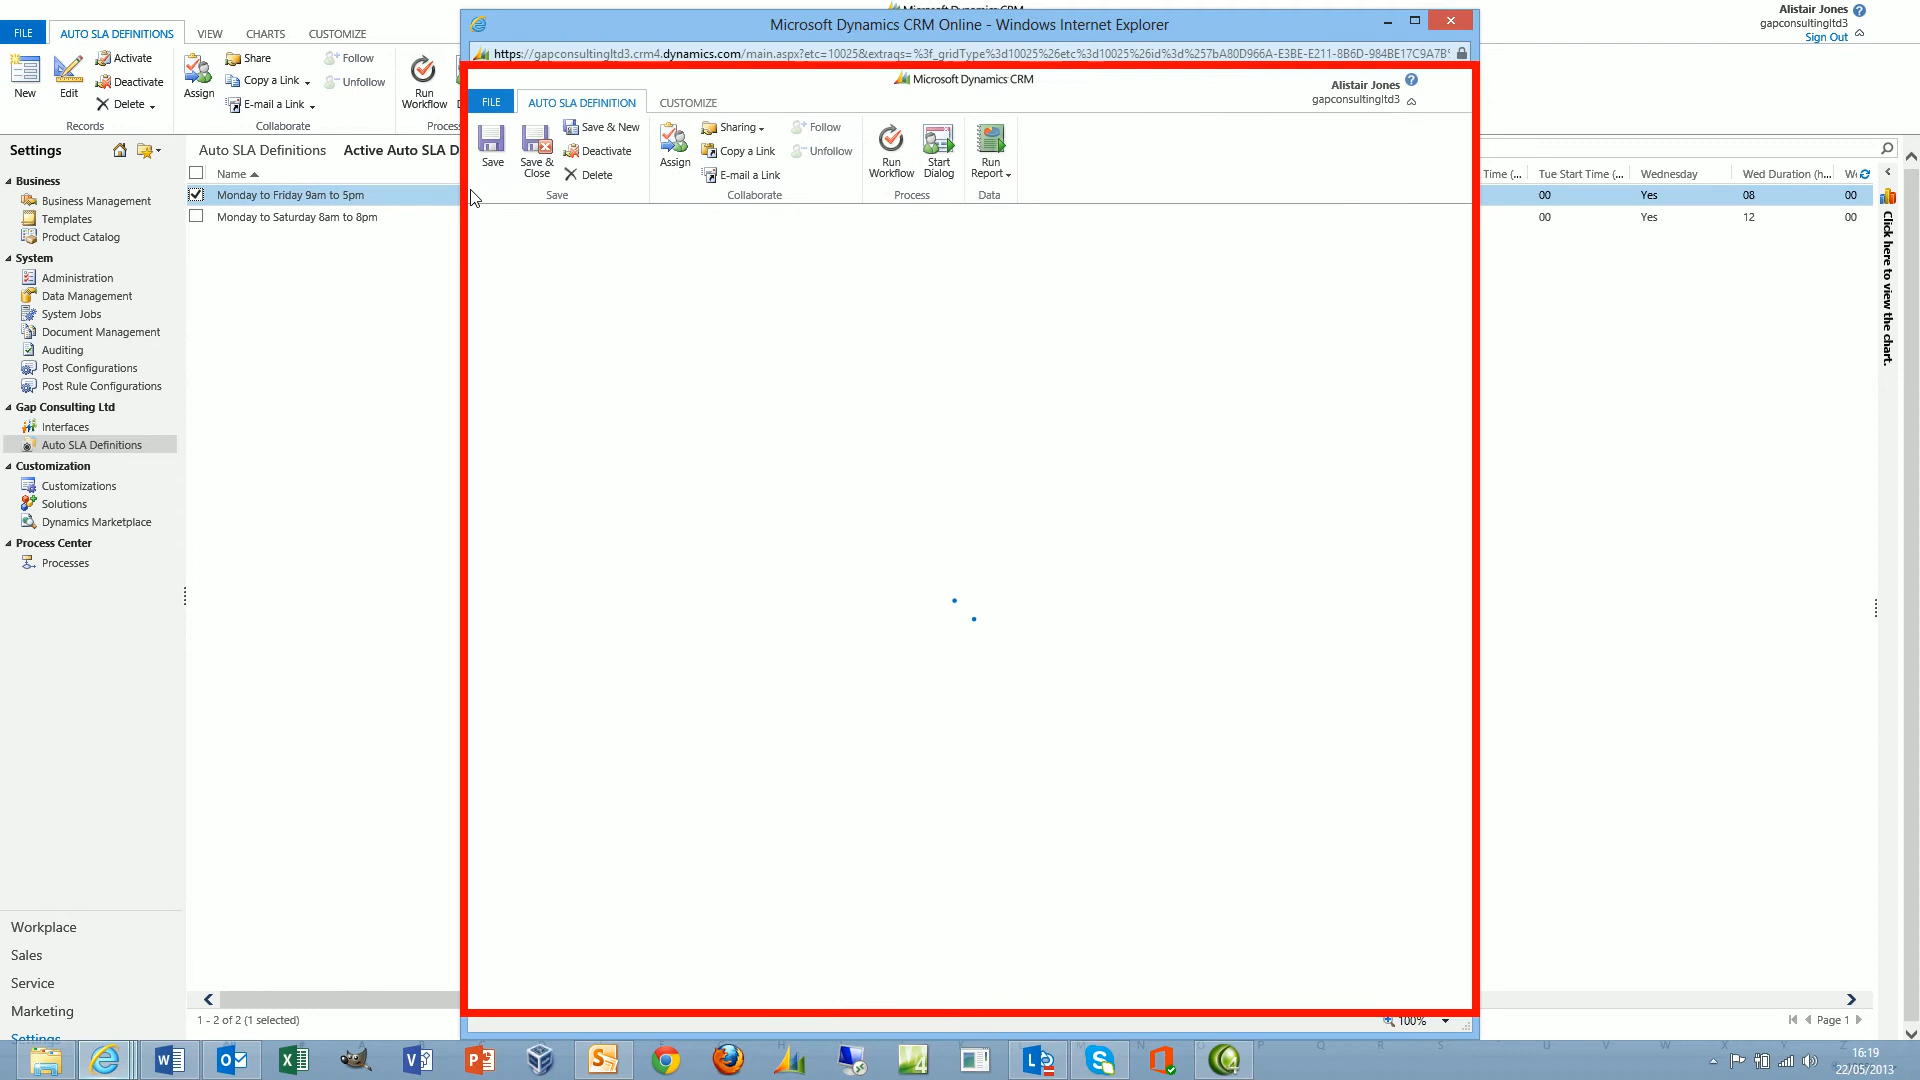 Microsoft Dynamics CRM Online - Windows Internet Explorer
Alistair Jones
gapconsultingltd3
Sign Out
FILE
AUTO SLA DEFINITIONS
VIEW
CHARTS
CUSTOMIZE
New
Edit
Activate
Deactivate
Delete
Records
Assign
Share
Copy a Link
E-mail a Link
Collaborate
Follow
Unfollow
Run
Workflow
Process
https://gapconsultingltd3.crm4.dynamics.com/main.aspx?etc=10025&extraqs=%3f_gridType%3d10025%26etc%3d10025%26id%3d%257bA80D966A-E3BE-E211-8B6D-984BE17C9A7B%
Microsoft Dynamics CRM
Alistair Jones
gapconsultingltd3
FILE
AUTO SLA DEFINITION
CUSTOMIZE
Save
Save &
Close
Save & New
Deactivate
Delete
Save
Assign
Sharing
Copy a Link
E-mail a Link
Collaborate
Follow
Unfollow
Run
Workflow
Start
Dialog
Process
Run
Report
Data
Settings
Business
Business Management
Templates
Product Catalog
System
Administration
Data Management
System Jobs
Document Management
Auditing
Post Configurations
Post Rule Configurations
Gap Consulting Ltd
Interfaces
Auto SLA Definitions
Customization
Customizations
Solutions
Dynamics Marketplace
Process Center
Processes
Workplace
Sales
Service
Marketing
Settings
Auto SLA Definitions Active Auto SLA D
Name
Monday to Friday 9am to 5pm
Monday to Saturday 8am to 8pm
Time (... Tue Start Time (... Wednesday Wed Duration (h... We
00 Yes 08 00
00 Yes 12 00
Click here to view the chart.
1 - 2 of 2 (1 selected)
Page 1
100%
16:19
22/05/2013